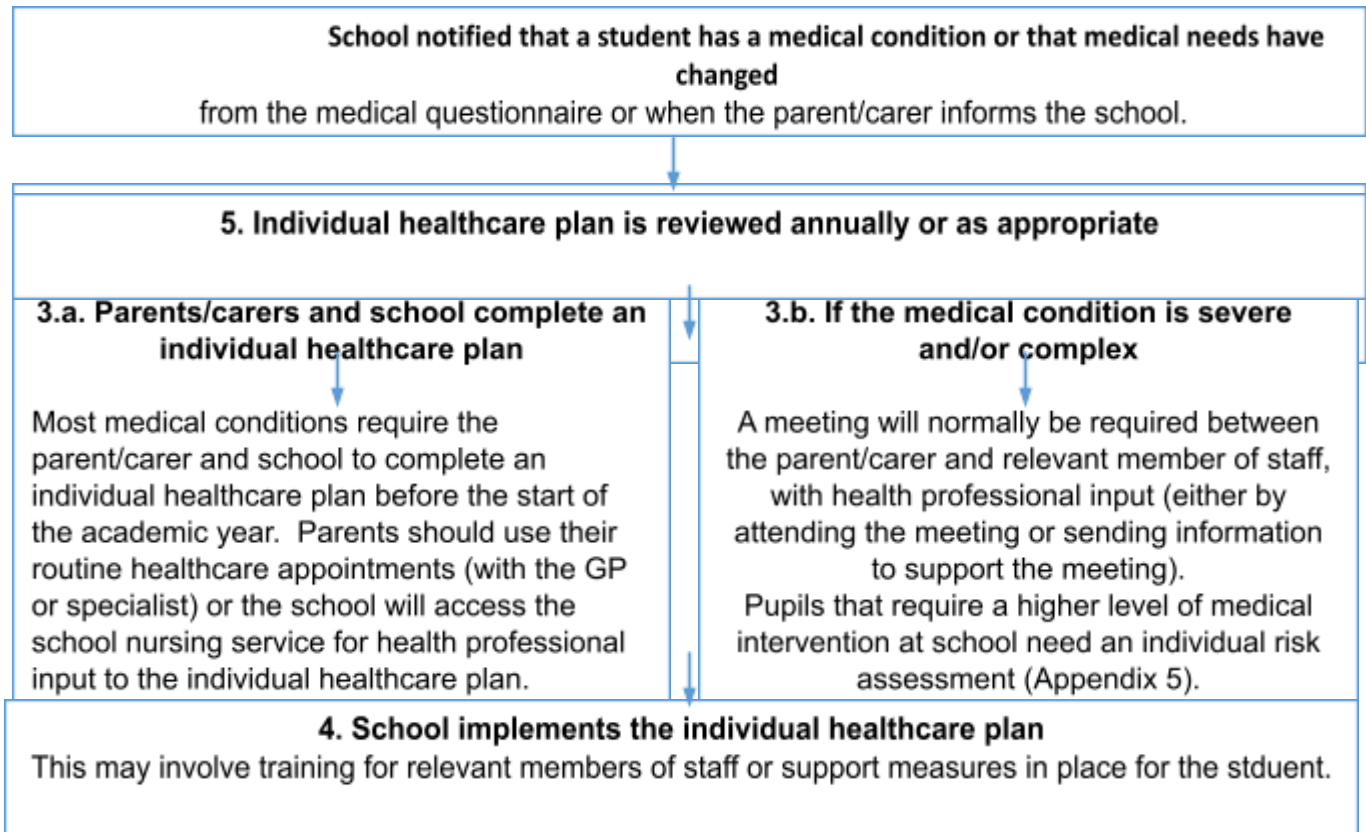 School notified that a student has a medical condition or that medical needs have
changed
from the medical questionnaire or when the parent/carer informs the school.
5. Individual healthcare plan is reviewed annually or as appropriate
3.a. Parents/carers and school complete an
individual healthcare plan
Most medical conditions require the
parent/carer and school to complete an
individual healthcare plan before the start of
the academic year.  Parents should use their
routine healthcare appointments (with the GP
or specialist) or the school will access the
school nursing service for health professional
input to the individual healthcare plan.
3.b. If the medical condition is severe
and/or complex
A meeting will normally be required between
the parent/carer and relevant member of staff,
with health professional input (either by
attending the meeting or sending information
to support the meeting).
Pupils that require a higher level of medical
intervention at school need an individual risk
assessment (Appendix 5).
4. School implements the individual healthcare plan
This may involve training for relevant members of staff or support measures in place for the stduent.